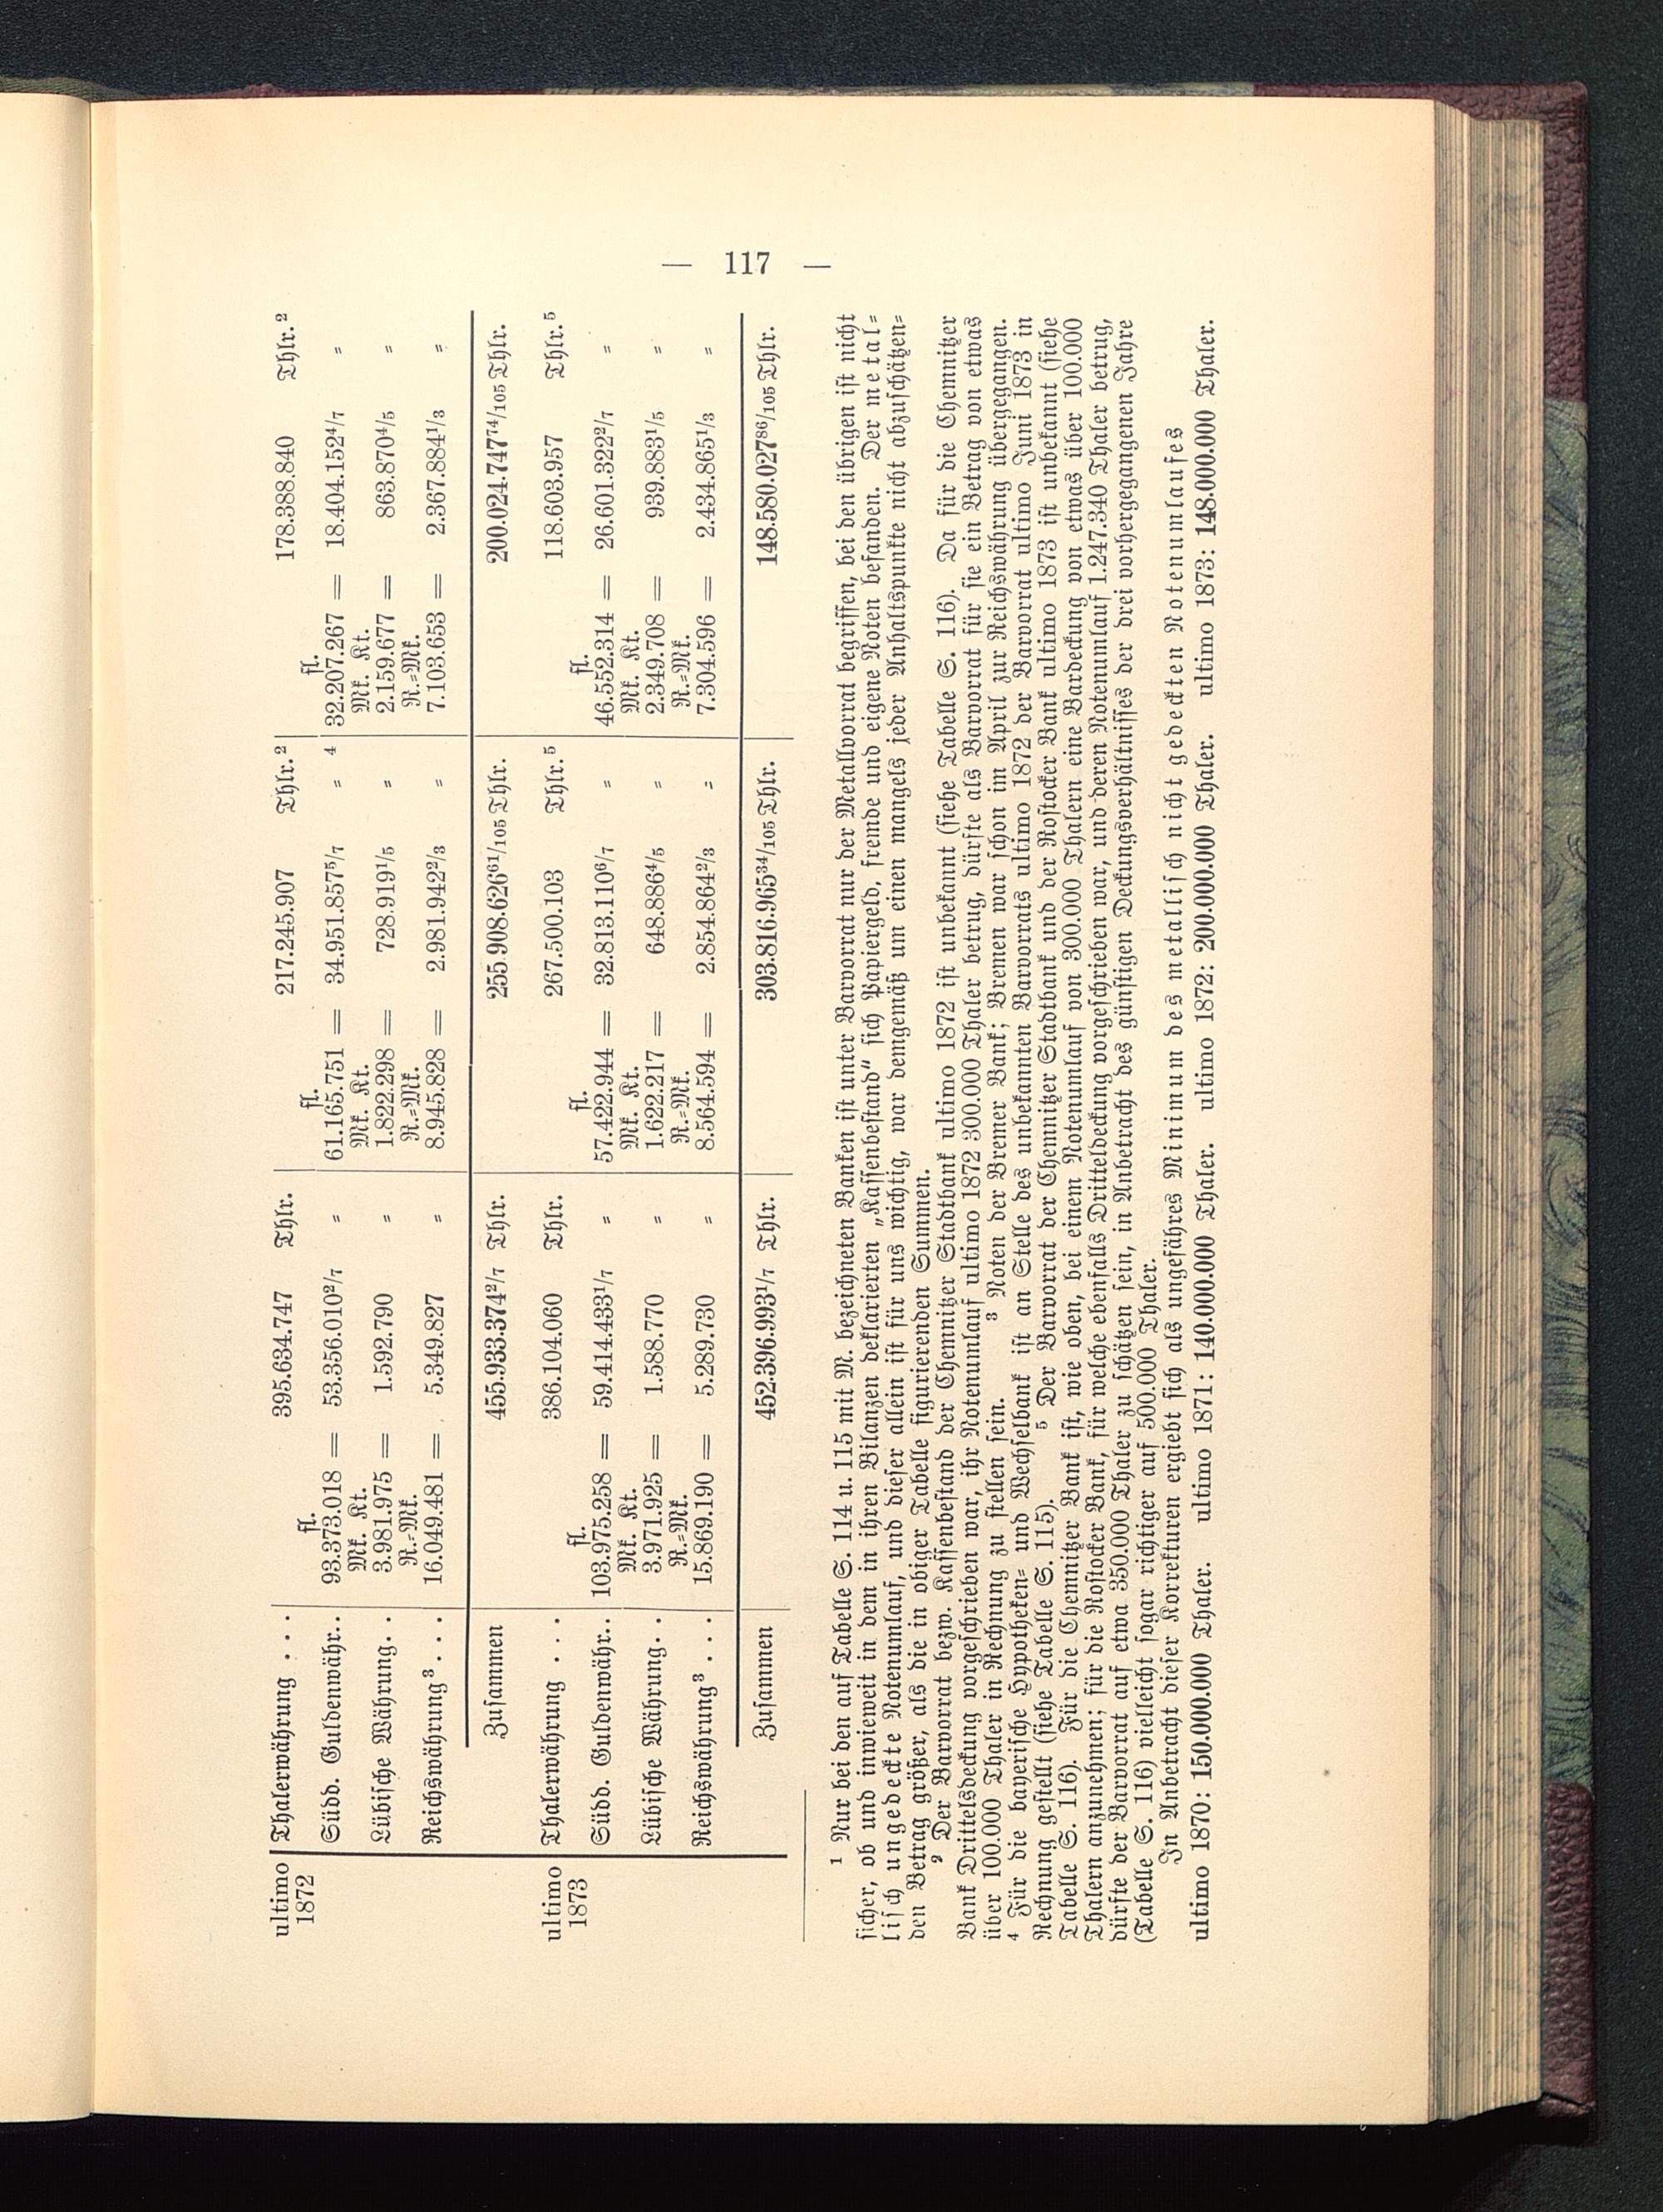 — 117 —
ultimo 1872 Thalerwährung . . . 395.634.747 Thlr. 217.245.907 Thlr.² 178.388.840 Thlr.²
fl. fl. fl.
Südd. Guldenwähr. . 93.373.018 = 53.356.010²/₇ „ 61.165.751 = 34.951.857⁵/₇ „ ⁴ 32.207.267 = 18.404.152⁴/₇ „
Mk. Kt. Mk. Kt. Mk. Kt.
Lübische Währung. . 3.981.975 = 1.592.790 „ 1.822.298 = 728.919¹/₅ „ 2.159.677 = 863.870⁴/₅ „
R.=Mk. R.=Mk. R.=Mk.
Reichswährung³ . . . 16.049.481 = 5.349.827 „ 8.945.828 = 2.981.942²/₃ „ 7.103.653 = 2.367.884¹/₃ „
Zusammen 455.933.374²/₇ Thlr. 255.908.626⁶¹/₁₀₅ Thlr. 200.024.747⁷⁴/₁₀₅ Thlr.
ultimo 1873 Thalerwährung . . . 386.104.060 Thlr. 267.500.103 Thlr.⁵ 118.603.957 Thlr.⁵
fl. fl. fl.
Südd. Guldenwähr. . 103.975.258 = 59.414.433¹/₇ „ 57.422.944 = 32.813.110⁶/₇ „ 46.552.314 = 26.601.322²/₇ „
Mk. Kt. Mk. Kt. Mk. Kt.
Lübische Währung. . 3.971.925 = 1.588.770 „ 1.622.217 = 648.886⁴/₅ „ 2.349.708 = 939.883¹/₅ „
R.=Mk. R.=Mk. R.=Mk.
Reichswährung³ . . . 15.869.190 = 5.289.730 „ 8.564.594 = 2.854.864²/₃ „ 7.304.596 = 2.434.865¹/₃ „
Zusammen 452.396.993¹/₇ Thlr. 303.816.965³⁴/₁₀₅ Thlr. 148.580.027⁸⁶/₁₀₅ Thlr.
¹ Nur bei den auf Tabelle S. 114 u. 115 mit M. bezeichneten Banken ist unter Barvorrat nur der Metallvorrat begriffen, bei den übrigen ist nicht
sicher, ob und inwieweit in dem in ihren Bilanzen deklarierten „Kassenbestand“ sich Papiergeld, fremde und eigene Noten befanden. Der metal=
lisch ungedeckte Notenumlauf, und dieser allein ist für uns wichtig, war demgemäß um einen mangels jeder Anhaltspunkte nicht abzuschätzen=
den Betrag größer, als die in obiger Tabelle figurierenden Summen.
² Der Barvorrat bezw. Kassenbestand der Chemnitzer Stadtbank ultimo 1872 ist unbekannt (siehe Tabelle S. 116). Da für die Chemnitzer
Bank Drittelsdeckung vorgeschrieben war, ihr Notenumlauf ultimo 1872 300.000 Thaler betrug, dürfte als Barvorrat für sie ein Betrag von etwas
über 100.000 Thaler in Rechnung zu stellen sein. ³ Noten der Bremer Bank; Bremen war schon im April zur Reichswährung übergegangen.
⁴ Für die bayerische Hypotheken= und Wechselbank ist an Stelle des unbekannten Barvorrats ultimo 1872 der Barvorrat ultimo Juni 1873 in
Rechnung gestellt (siehe Tabelle S. 115). ⁵ Der Barvorrat der Chemnitzer Stadtbank und der Rostocker Bank ultimo 1873 ist unbekannt (siehe
Tabelle S. 116). Für die Chemnitzer Bank ist, wie oben, bei einem Notenumlauf von 300.000 Thalern eine Bardeckung von etwas über 100.000
Thalern anzunehmen; für die Rostocker Bank, für welche ebenfalls Dritteldeckung vorgeschrieben war, und deren Notenumlauf 1.247.340 Thaler betrug,
dürfte der Barvorrat auf etwa 350.000 Thaler zu schätzen sein, in Anbetracht des günstigen Deckungsverhältnisses der drei vorhergegangenen Jahre
(Tabelle S. 116) vielleicht sogar richtiger auf 500.000 Thaler.
In Anbetracht dieser Korrekturen ergiebt sich als ungefähres Minimum des metallisch nicht gedeckten Notenumlaufes
ultimo 1870: 150.000.000 Thaler. ultimo 1871: 140.000.000 Thaler. ultimo 1872: 200.000.000 Thaler. ultimo 1873: 148.000.000 Thaler.